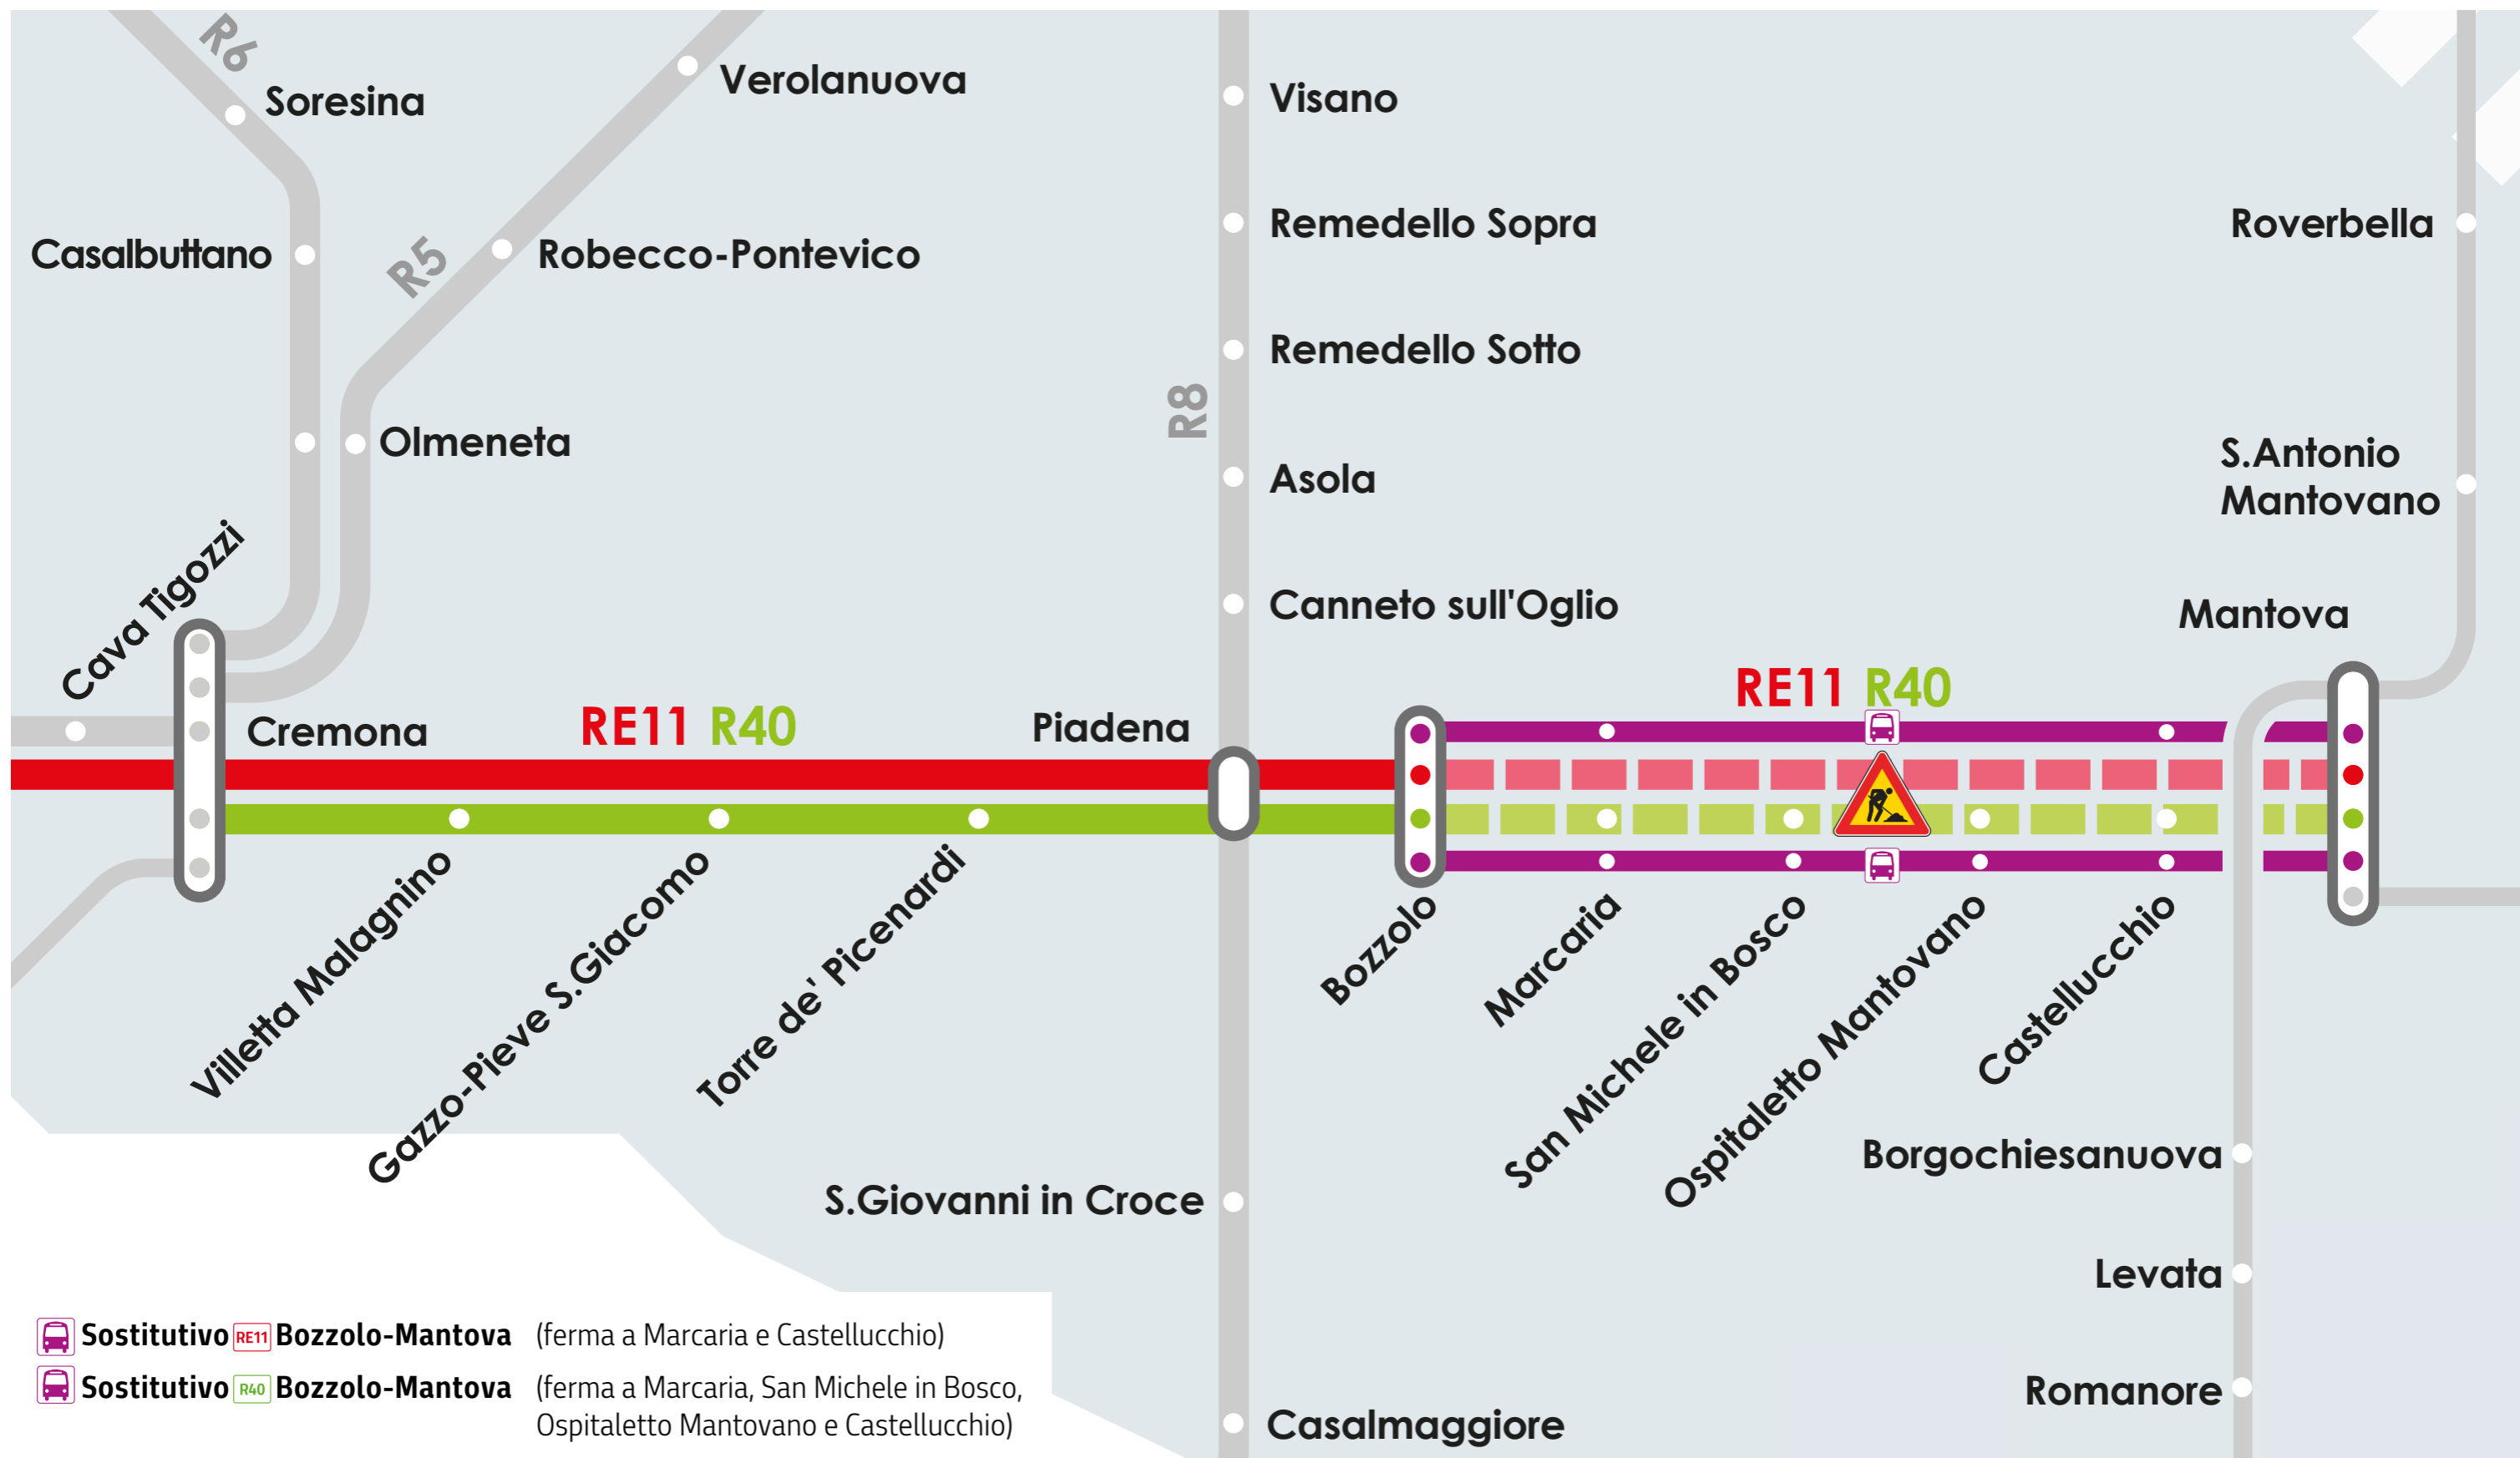 R6
Soresina
Verolanuova
Visano
Casalbuttano
R5
Robecco-Pontevico
Remedello Sopra
Roverbella
Remedello Sotto
R8
Olmeneta
Asola
S.Antonio
Mantovano
Cava Tigozzi
Canneto sull'Oglio
Mantova
Cremona
RE11 R40
Piadena
RE11 R40
Villetta Malagnino
Gazzo-Pieve S.Giacomo
Torre de' Picenardi
Bozzolo
Marcaria
San Michele in Bosco
Ospitaletto Mantovano
Castellucchio
Borgochiesanuova
S.Giovanni in Croce
Levata
Romanore
Casalmaggiore
Sostitutivo RE11 Bozzolo-Mantova (ferma a Marcaria e Castellucchio)
Sostitutivo R40 Bozzolo-Mantova (ferma a Marcaria, San Michele in Bosco,
Ospitaletto Mantovano e Castellucchio)